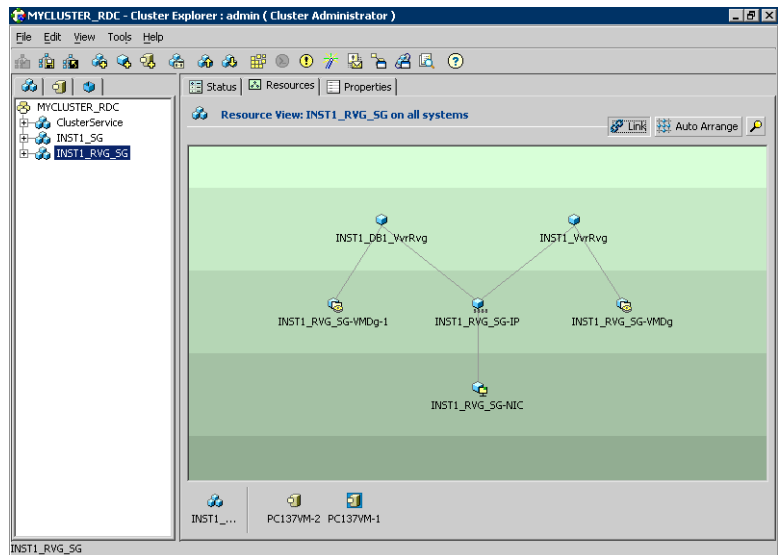 MYCLUSTER_RDC - Cluster Explorer : admin ( Cluster Administrator )
File Edit View Tools Help
Status Resources Properties
MYCLUSTER_RDC
ClusterService
INST1_SG
INST1_RVG_SG
Resource View: INST1_RVG_SG on all systems
Link Auto Arrange
INST1_DB1_VvrRvg INST1_VvrRvg
INST1_RVG_SG-VMDg-1 INST1_RVG_SG-IP INST1_RVG_SG-VMDg
INST1_RVG_SG-NIC
INST1_... PC137VM-2 PC137VM-1
INST1_RVG_SG